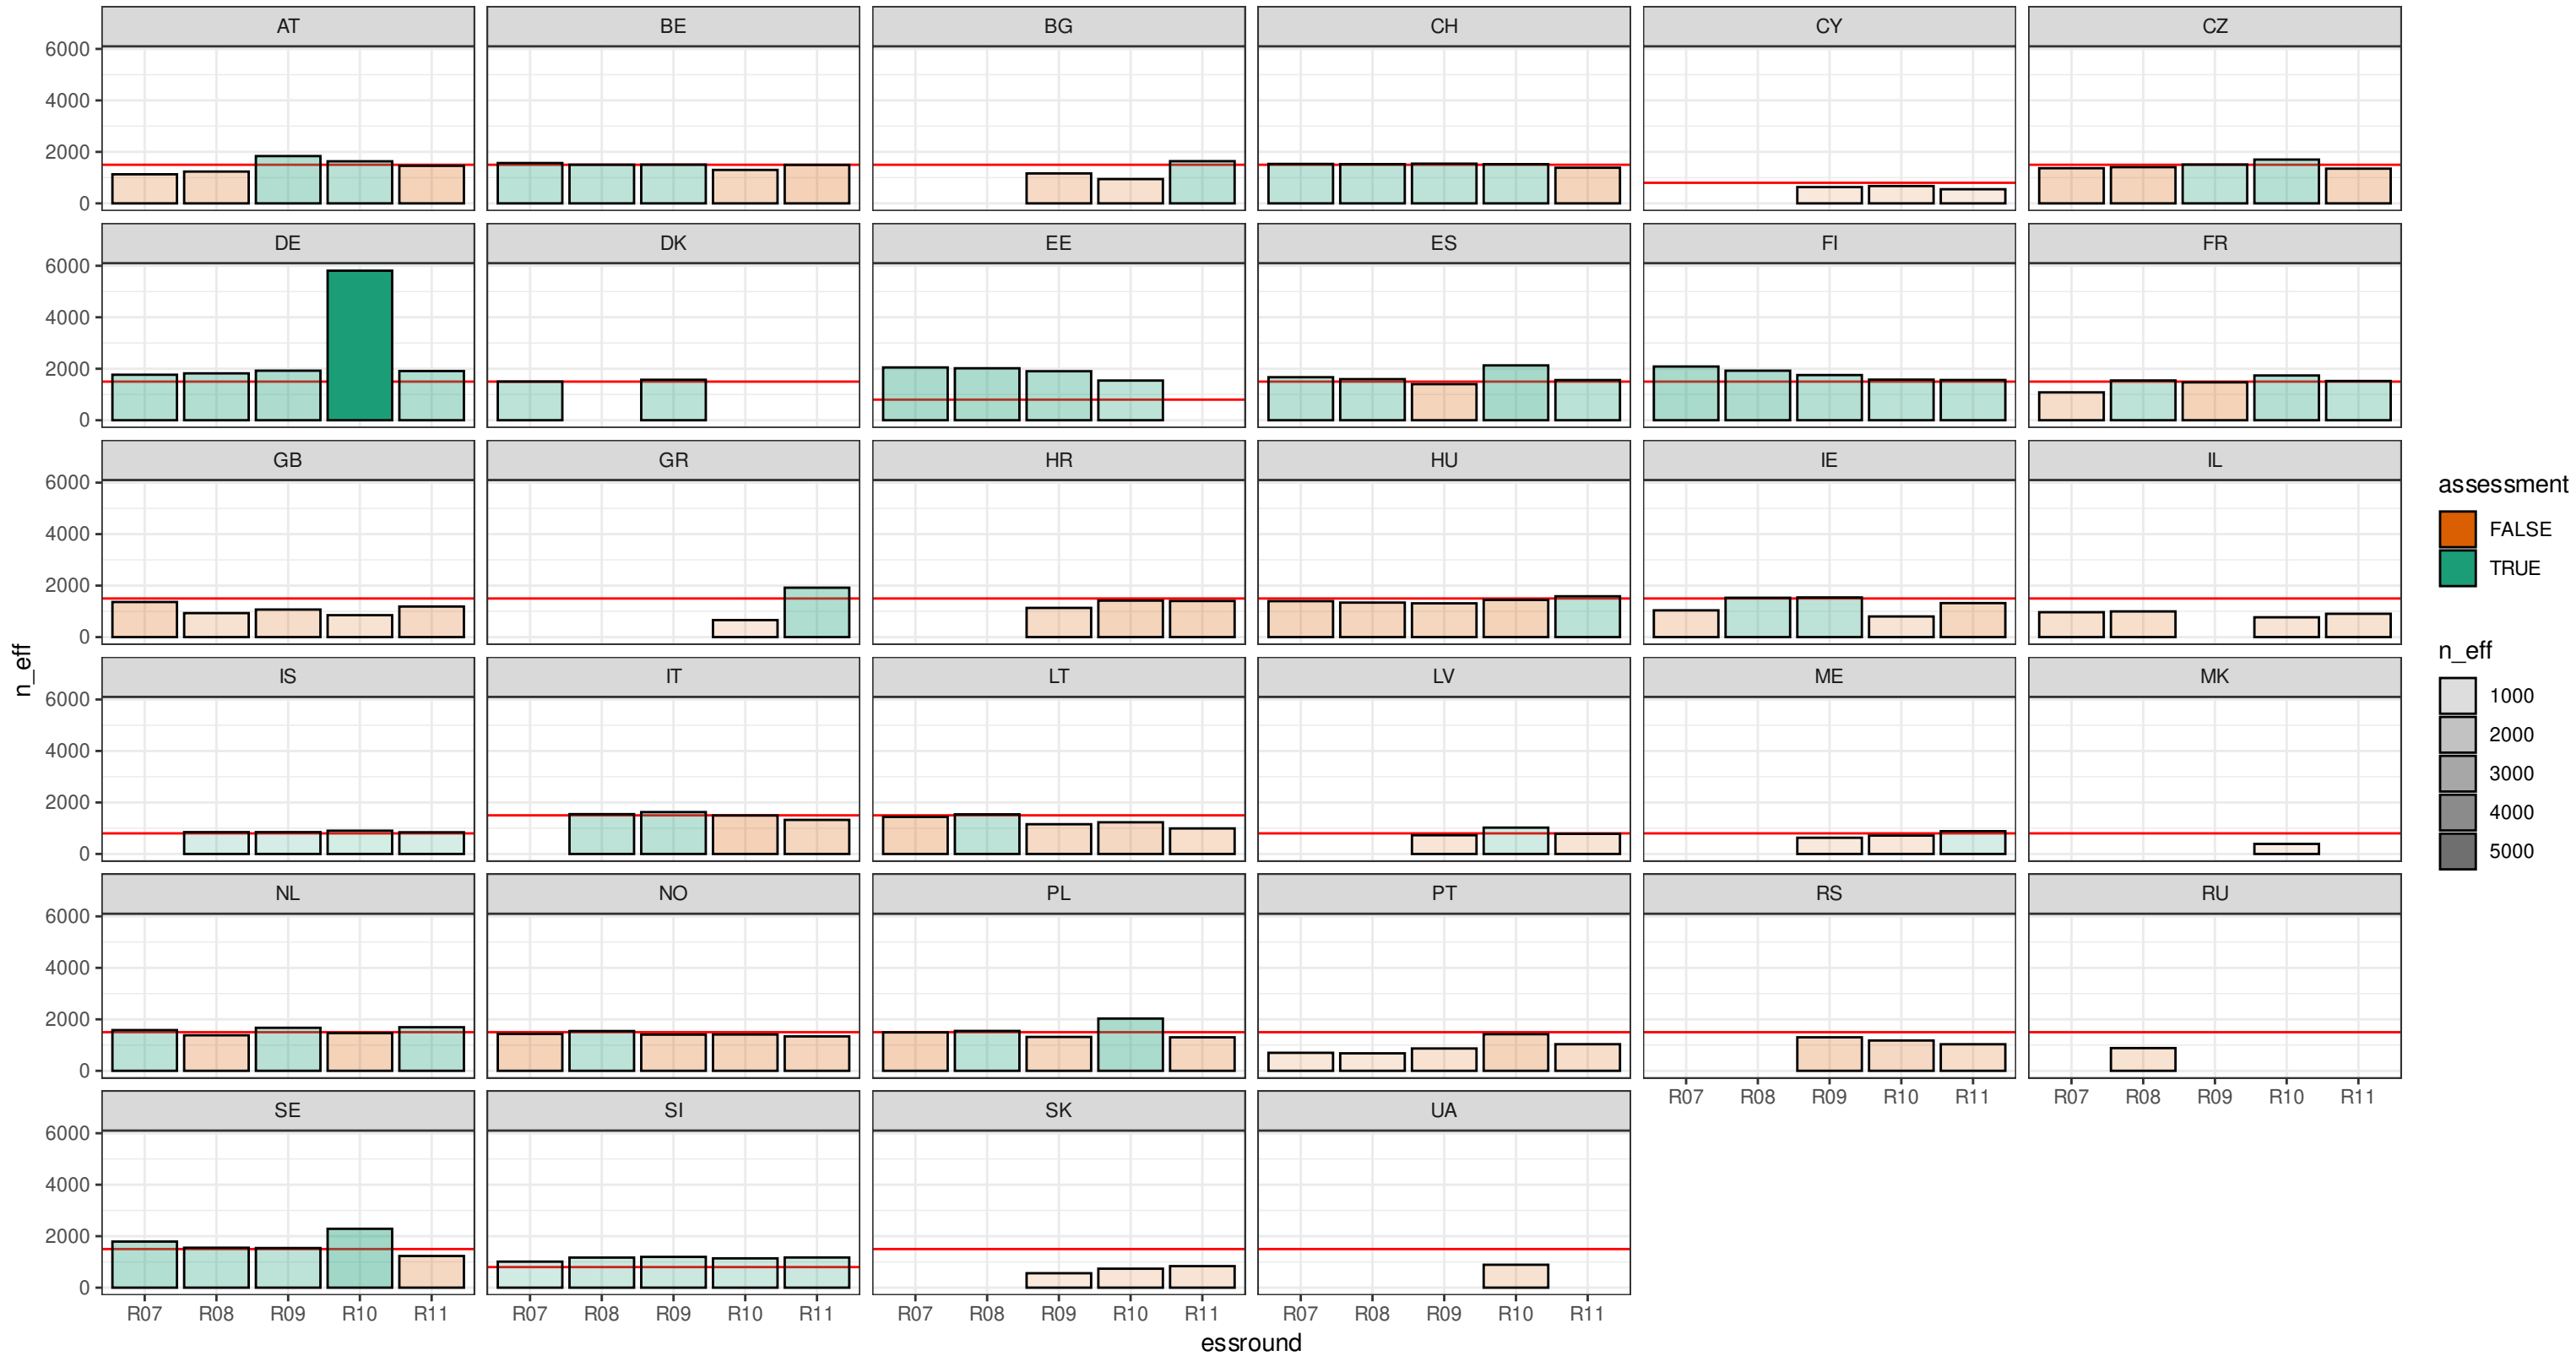 AT BE BG CH CY CZ
6000
4000
2000
0
DE DK EE ES FI FR
6000
4000
2000
0
GB GR HR HU IE IL
6000
4000
2000
0
IS IT LT LV ME MK
6000
4000
2000
0
NL NO PL PT RS RU
6000
4000
2000
0
R07 R08 R09 R10 R11 R07 R08 R09 R10 R11
SE SI SK UA
6000
4000
2000
0
R07 R08 R09 R10 R11 R07 R08 R09 R10 R11 R07 R08 R09 R10 R11 R07 R08 R09 R10 R11
essround
n_eff
assessment
FALSE
TRUE
n_eff
1000
2000
3000
4000
5000